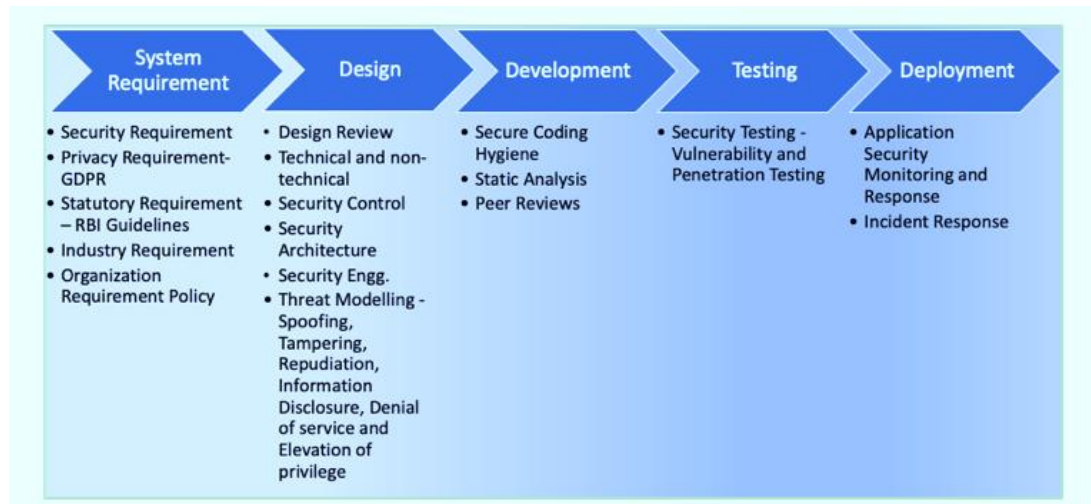 System
Requirement
Design
Development
Testing
Deployment
• Security Requirement
• Privacy Requirement-
GDPR
• Statutory Requirement
– RBI Guidelines
• Industry Requirement
• Organization
Requirement Policy
• Design Review
• Technical and non-
technical
• Security Control
• Security
Architecture
• Security Engg.
• Threat Modelling -
Spoofing,
Tampering,
Repudiation,
Information
Disclosure, Denial
of service and
Elevation of
privilege
• Secure Coding
Hygiene
• Static Analysis
• Peer Reviews
• Security Testing -
Vulnerability and
Penetration Testing
• Application
Security
Monitoring and
Response
• Incident Response